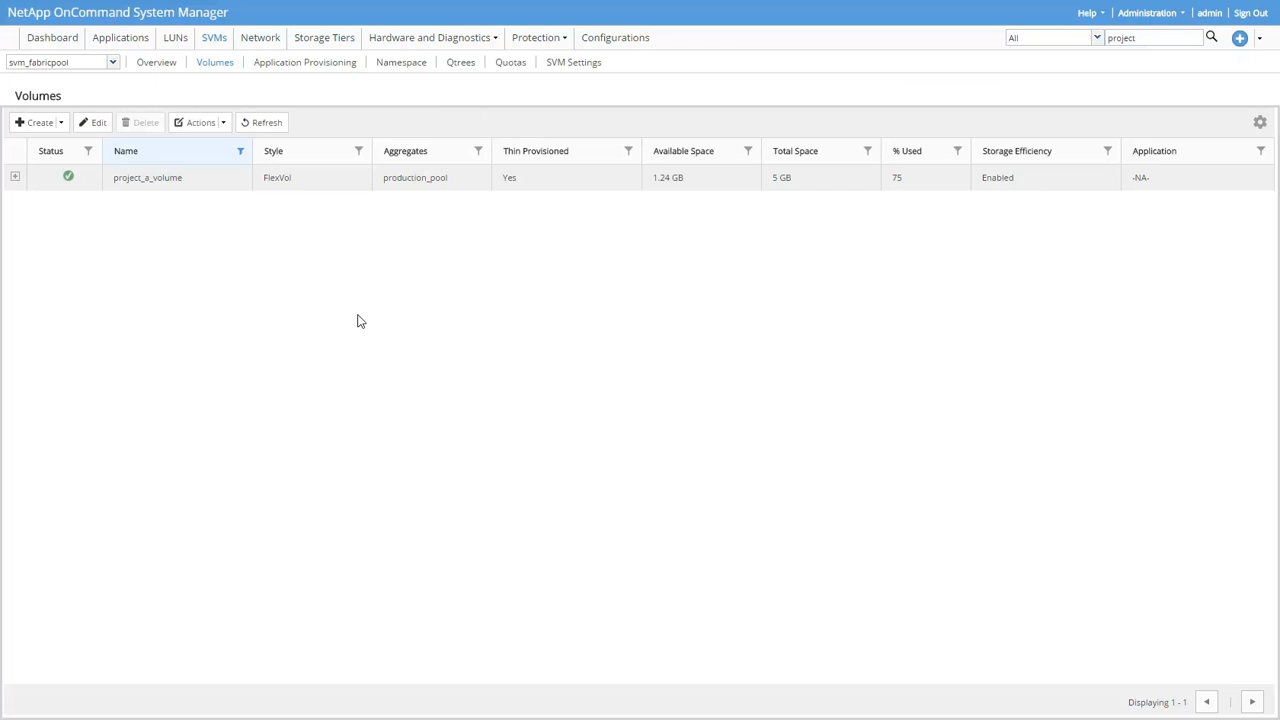 NetApp OnCommand System Manager
Help Administration admin Sign Out
Dashboard Applications LUNs SVMs Network Storage Tiers Hardware and Diagnostics Protection Configurations All project
svm_fabricpool Overview Volumes Application Provisioning Namespace Qtrees Quotas SVM Settings
Volumes
Create Edit Delete Actions Refresh
Status Name Style Aggregates Thin Provisioned Available Space Total Space % Used Storage Efficiency Application
project_a_volume FlexVol production_pool Yes 1.24 GB 5 GB 75 Enabled -NA-
Displaying 1 - 1